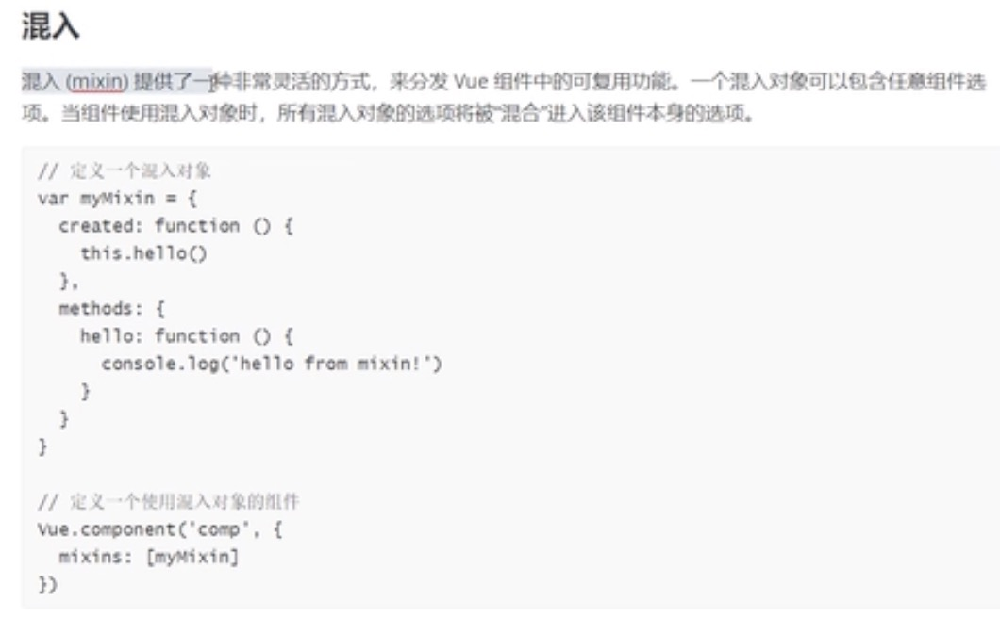 混入
混入 (mixin) 提供了一种非常灵活的方式，来分发 Vue 组件中的可复用功能。一个混入对象可以包含任意组件选
项。当组件使用混入对象时，所有混入对象的选项将被“混合”进入该组件本身的选项。
// 定义一个混入对象
var myMixin = {
  created: function () {
    this.hello()
  },
  methods: {
    hello: function () {
      console.log('hello from mixin!')
    }
  }
}
// 定义一个使用混入对象的组件
Vue.component('comp', {
  mixins: [myMixin]
})